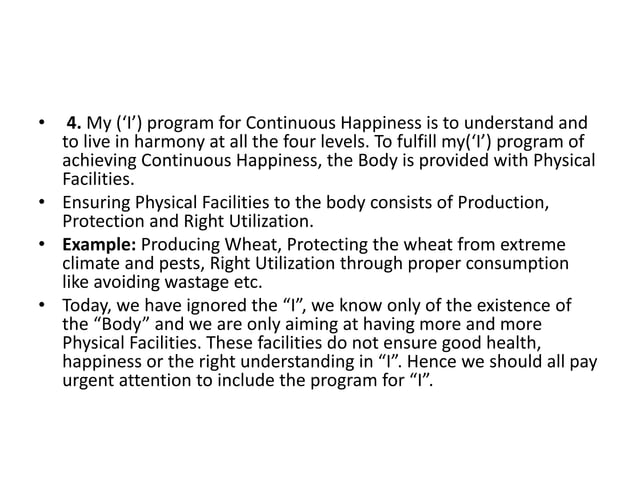 • 4. My (‘I’) program for Continuous Happiness is to understand and
to live in harmony at all the four levels. To fulfill my(‘I’) program of
achieving Continuous Happiness, the Body is provided with Physical
Facilities.
• Ensuring Physical Facilities to the body consists of Production,
Protection and Right Utilization.
• Example: Producing Wheat, Protecting the wheat from extreme
climate and pests, Right Utilization through proper consumption
like avoiding wastage etc.
• Today, we have ignored the “I”, we know only of the existence of
the “Body” and we are only aiming at having more and more
Physical Facilities. These facilities do not ensure good health,
happiness or the right understanding in “I”. Hence we should all pay
urgent attention to include the program for “I”.